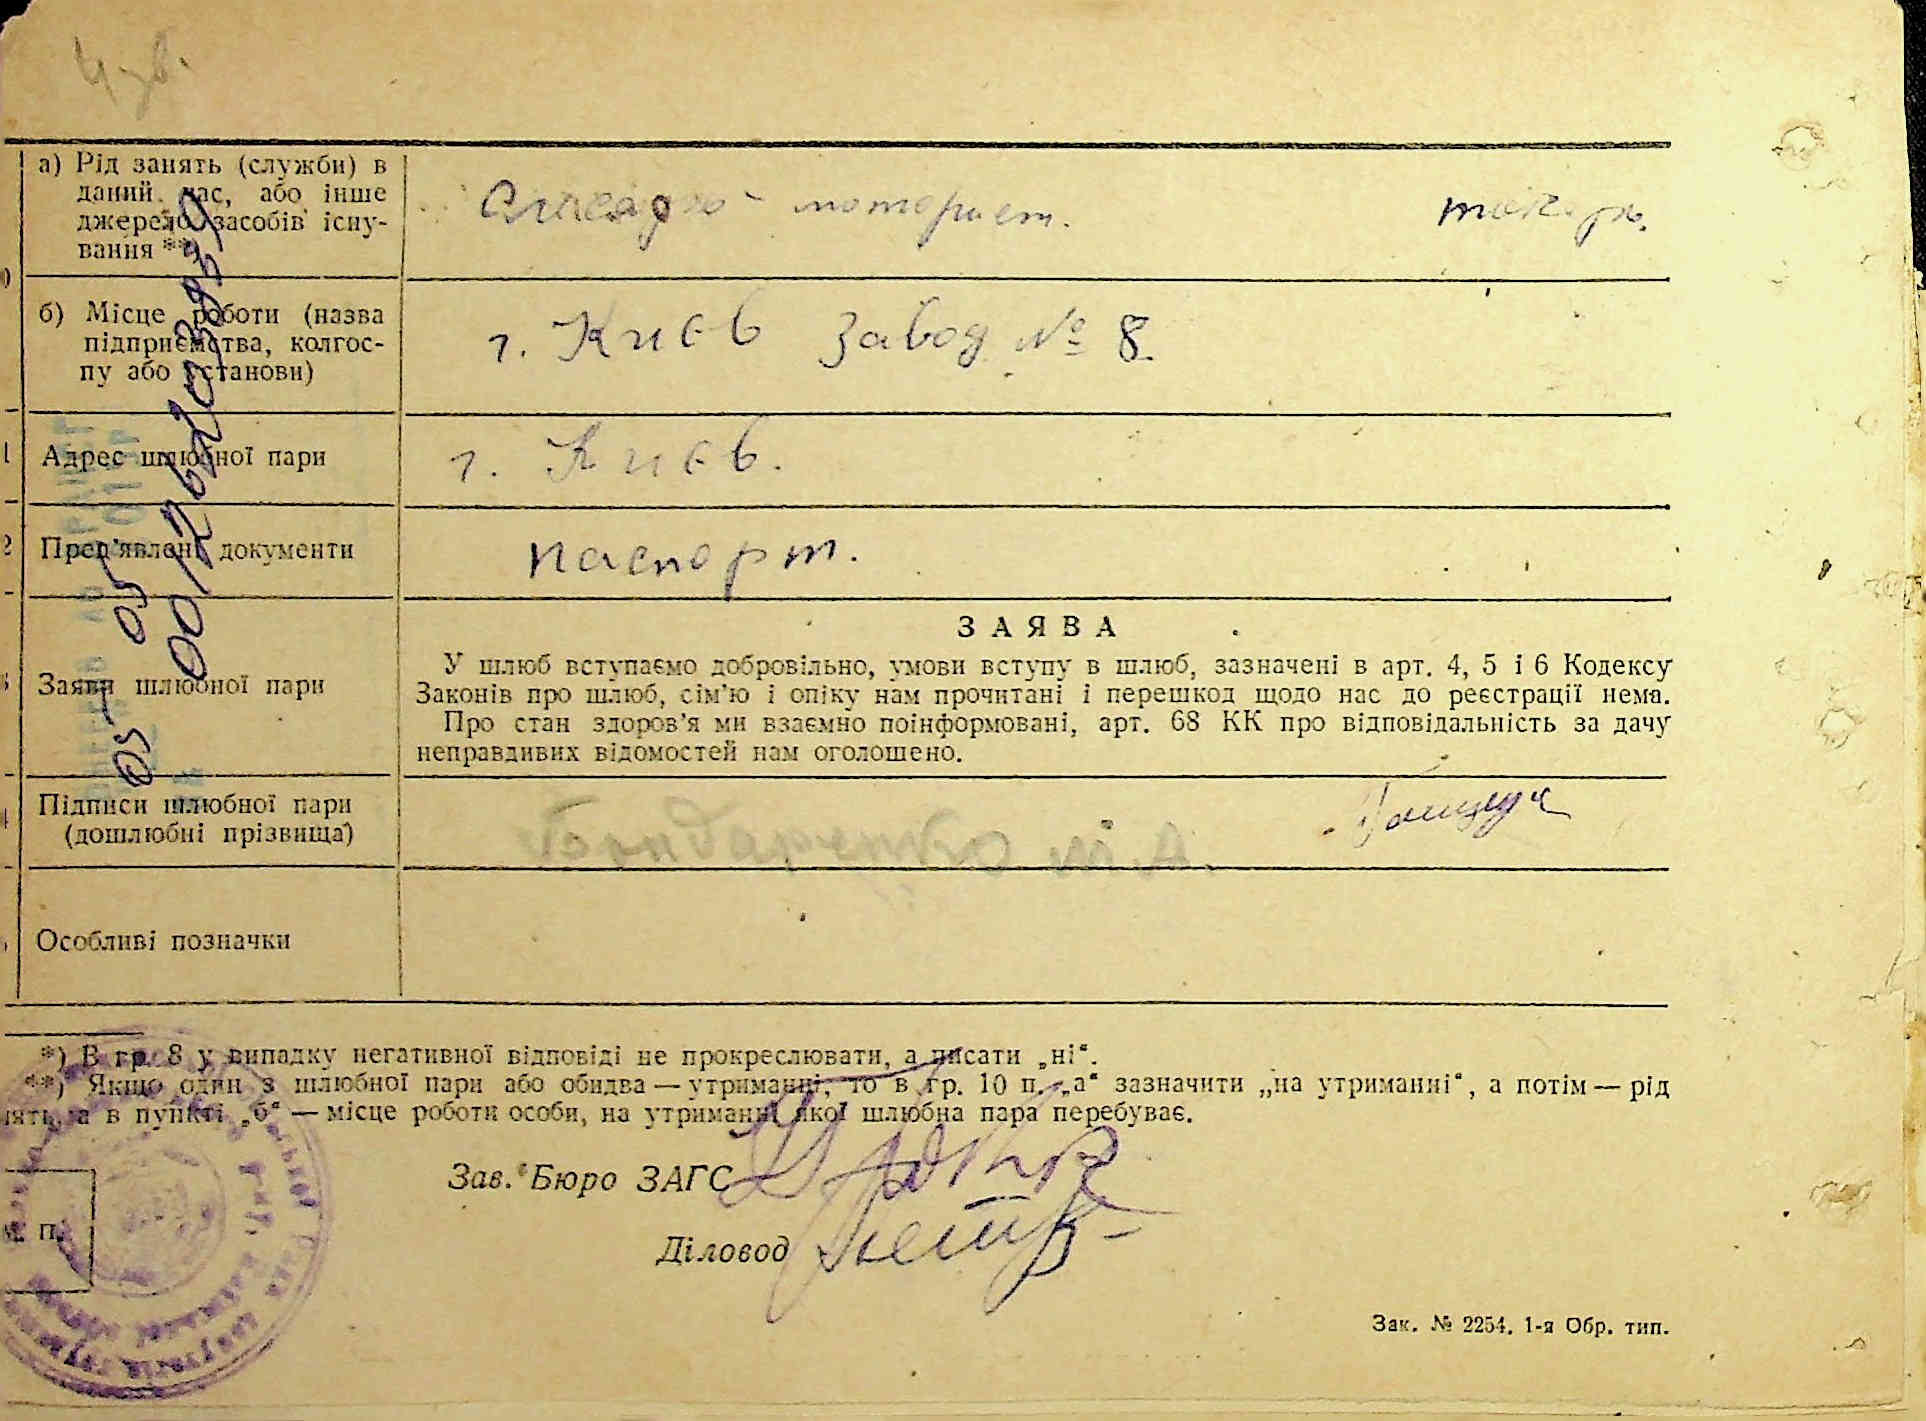 а) Рід занять (служби) в
даний час, або інше
джерело засобів існу-
вання **)
моторист. токарь.
б) Місце роботи (назва
підприємства, колгос-
пу або установи)
г. Киев Завод № 8.
Адрес шлюбної пари
г. Киев.
Пред'явлені документи
паспорт.
Заяви шлюбної пари
ЗАЯВА
У шлюб вступаємо добровільно, умови вступу в шлюб, зазначені в арт. 4, 5 і 6 Кодексу
Законів про шлюб, сім'ю і опіку нам прочитані і перешкод щодо нас до реєстрації нема.
Про стан здоров'я ми взаємно поінформовані, арт. 68 КК про відповідальність за дачу
неправдивих відомостей нам оголошено.
Підписи шлюбної пари
(дошлюбні прізвища)
Особливі позначки
*) В гр. 8 у випадку негативної відповіді не прокреслювати, а писати „ні“.
**) Якщо один з шлюбної пари або обидва — утриманні, то в гр. 10 п. „а“ зазначити „на утриманні“, а потім — рід
а в пункті „б“ — місце роботи особи, на утриманні якої шлюбна пара перебуває.
Зав. Бюро ЗАГС
М. П.
Діловод
Зак. № 2254. 1-я Обр. тип.